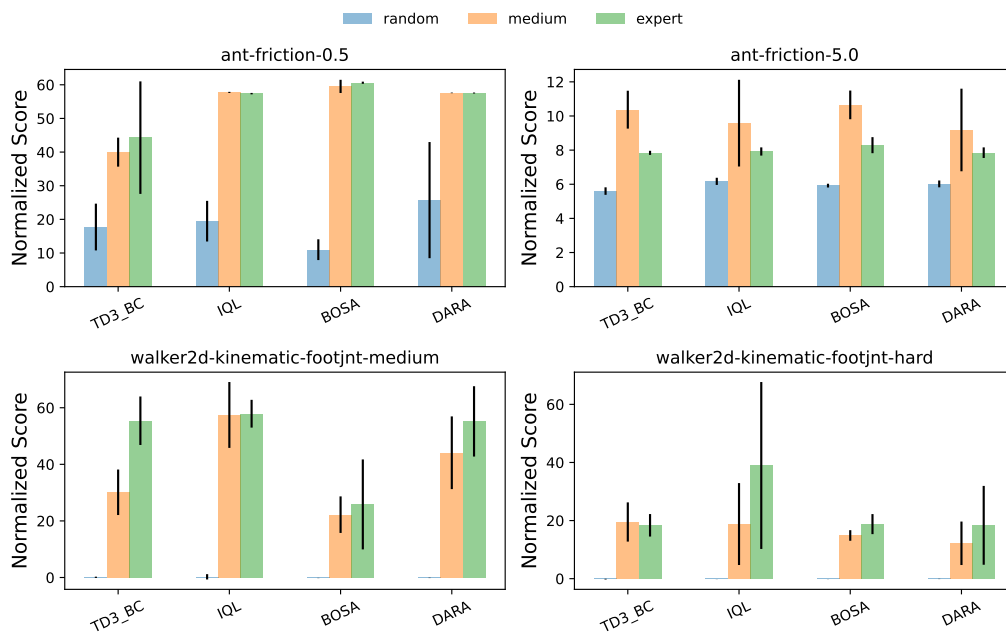 random medium expert
ant-friction-0.5
Normalized Score
60
50
40
30
20
10
0
TD3_BC IQL BOSA DARA
ant-friction-5.0
Normalized Score
12
10
8
6
4
2
0
TD3_BC IQL BOSA DARA
walker2d-kinematic-footjnt-medium
Normalized Score
60
40
20
0
TD3_BC IQL BOSA DARA
walker2d-kinematic-footjnt-hard
Normalized Score
60
40
20
0
TD3_BC IQL BOSA DARA